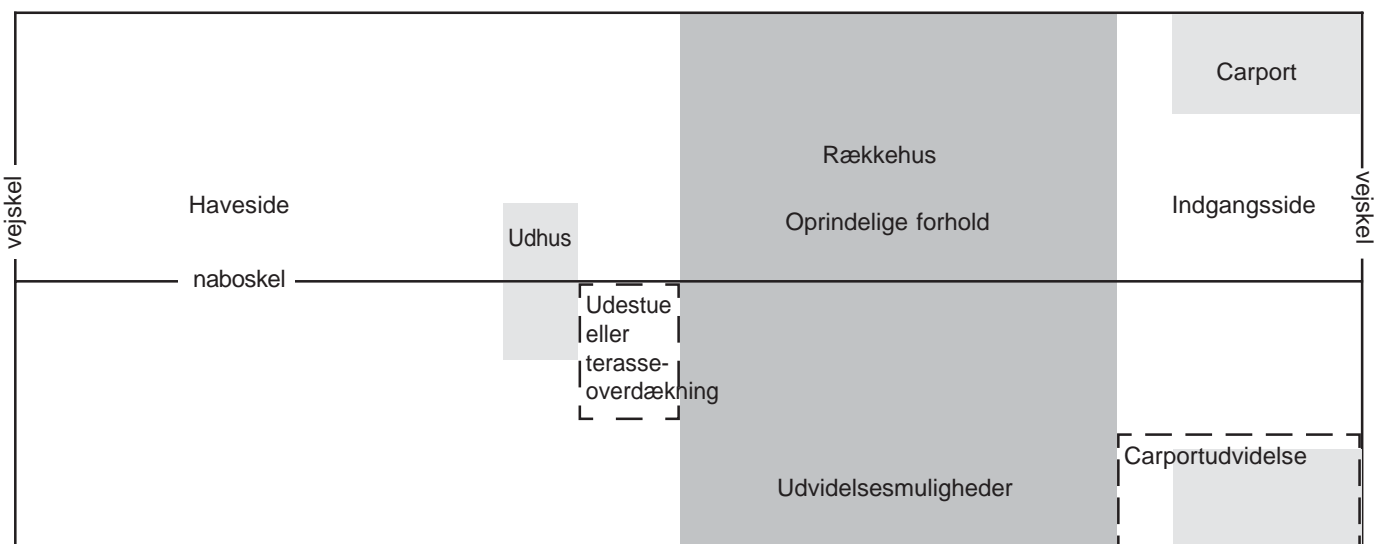 Carport
Rækkehus
vejskel
Haveside
Udhus
Oprindelige forhold
Indgangsside
vejskel
naboskel
Udestue
eller
terasse-
overdækning
Carportudvidelse
Udvidelsesmuligheder